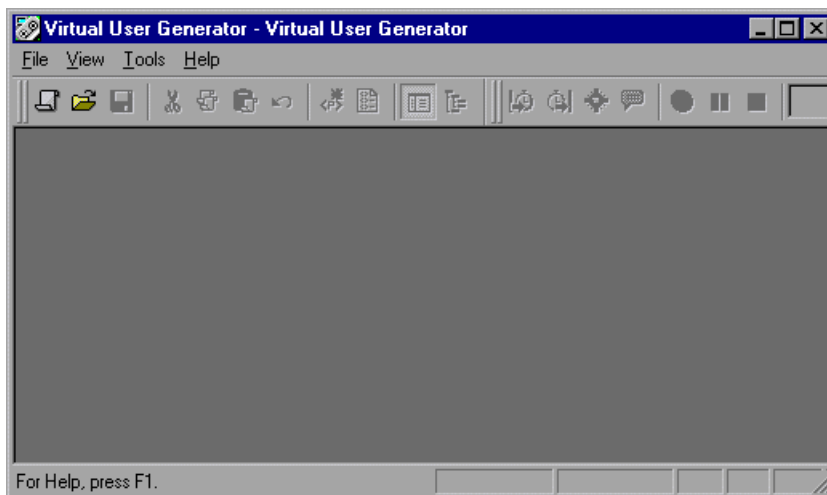 Virtual User Generator - Virtual User Generator
File View Tools Help
<P>
For Help, press F1.